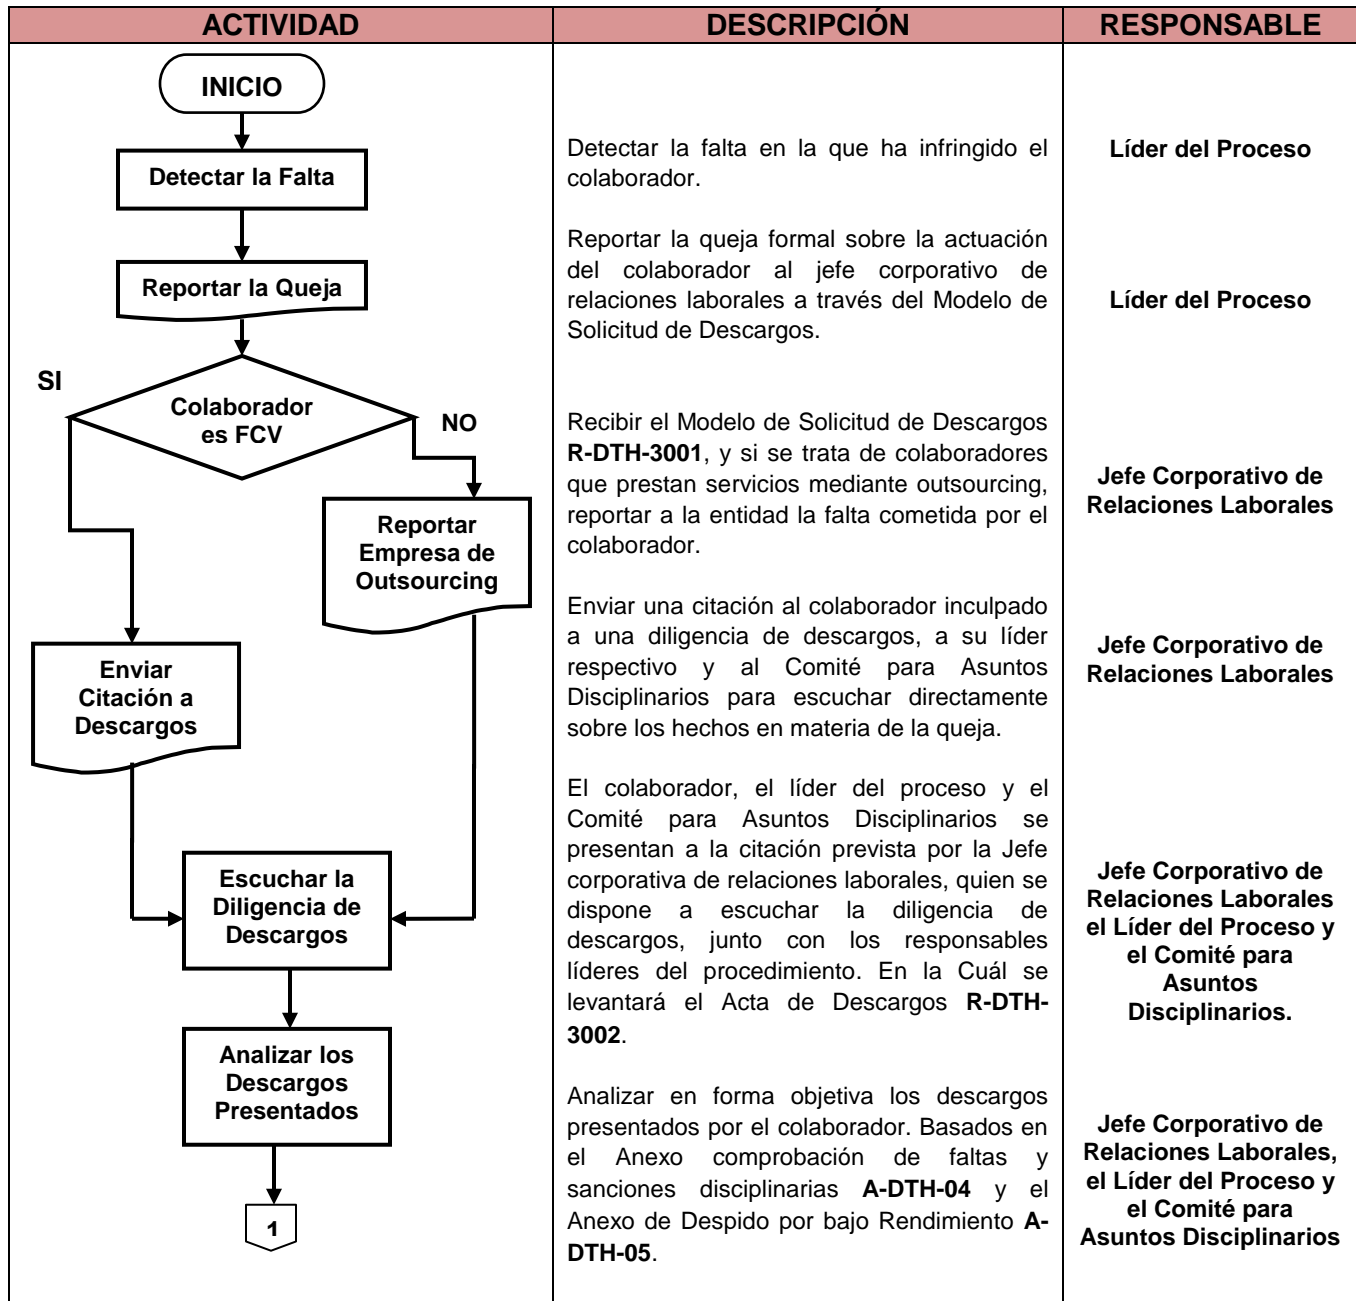 ACTIVIDAD
DESCRIPCIÓN
RESPONSABLE
INICIO
Detectar la Falta
Reportar la Queja
SI
Colaborador
es FCV
NO
Reportar
Empresa de
Outsourcing
Enviar
Citación a
Descargos
Escuchar la
Diligencia de
Descargos
Analizar los
Descargos
Presentados
1
Detectar la falta en la que ha infringido el
colaborador.
Reportar la queja formal sobre la actuación
del colaborador al jefe corporativo de
relaciones laborales a través del Modelo de
Solicitud de Descargos.
Recibir el Modelo de Solicitud de Descargos
R-DTH-3001, y si se trata de colaboradores
que prestan servicios mediante outsourcing,
reportar a la entidad la falta cometida por el
colaborador.
Enviar una citación al colaborador inculpado
a una diligencia de descargos, a su líder
respectivo y al Comité para Asuntos
Disciplinarios para escuchar directamente
sobre los hechos en materia de la queja.
El colaborador, el líder del proceso y el
Comité para Asuntos Disciplinarios se
presentan a la citación prevista por la Jefe
corporativa de relaciones laborales, quien se
dispone a escuchar la diligencia de
descargos, junto con los responsables
líderes del procedimiento. En la Cuál se
levantará el Acta de Descargos R-DTH-
3002.
Analizar en forma objetiva los descargos
presentados por el colaborador. Basados en
el Anexo comprobación de faltas y
sanciones disciplinarias A-DTH-04 y el
Anexo de Despido por bajo Rendimiento A-
DTH-05.
Líder del Proceso
Líder del Proceso
Jefe Corporativo de
Relaciones Laborales
Jefe Corporativo de
Relaciones Laborales
Jefe Corporativo de
Relaciones Laborales
el Líder del Proceso y
el Comité para
Asuntos
Disciplinarios.
Jefe Corporativo de
Relaciones Laborales,
el Líder del Proceso y
el Comité para
Asuntos Disciplinarios